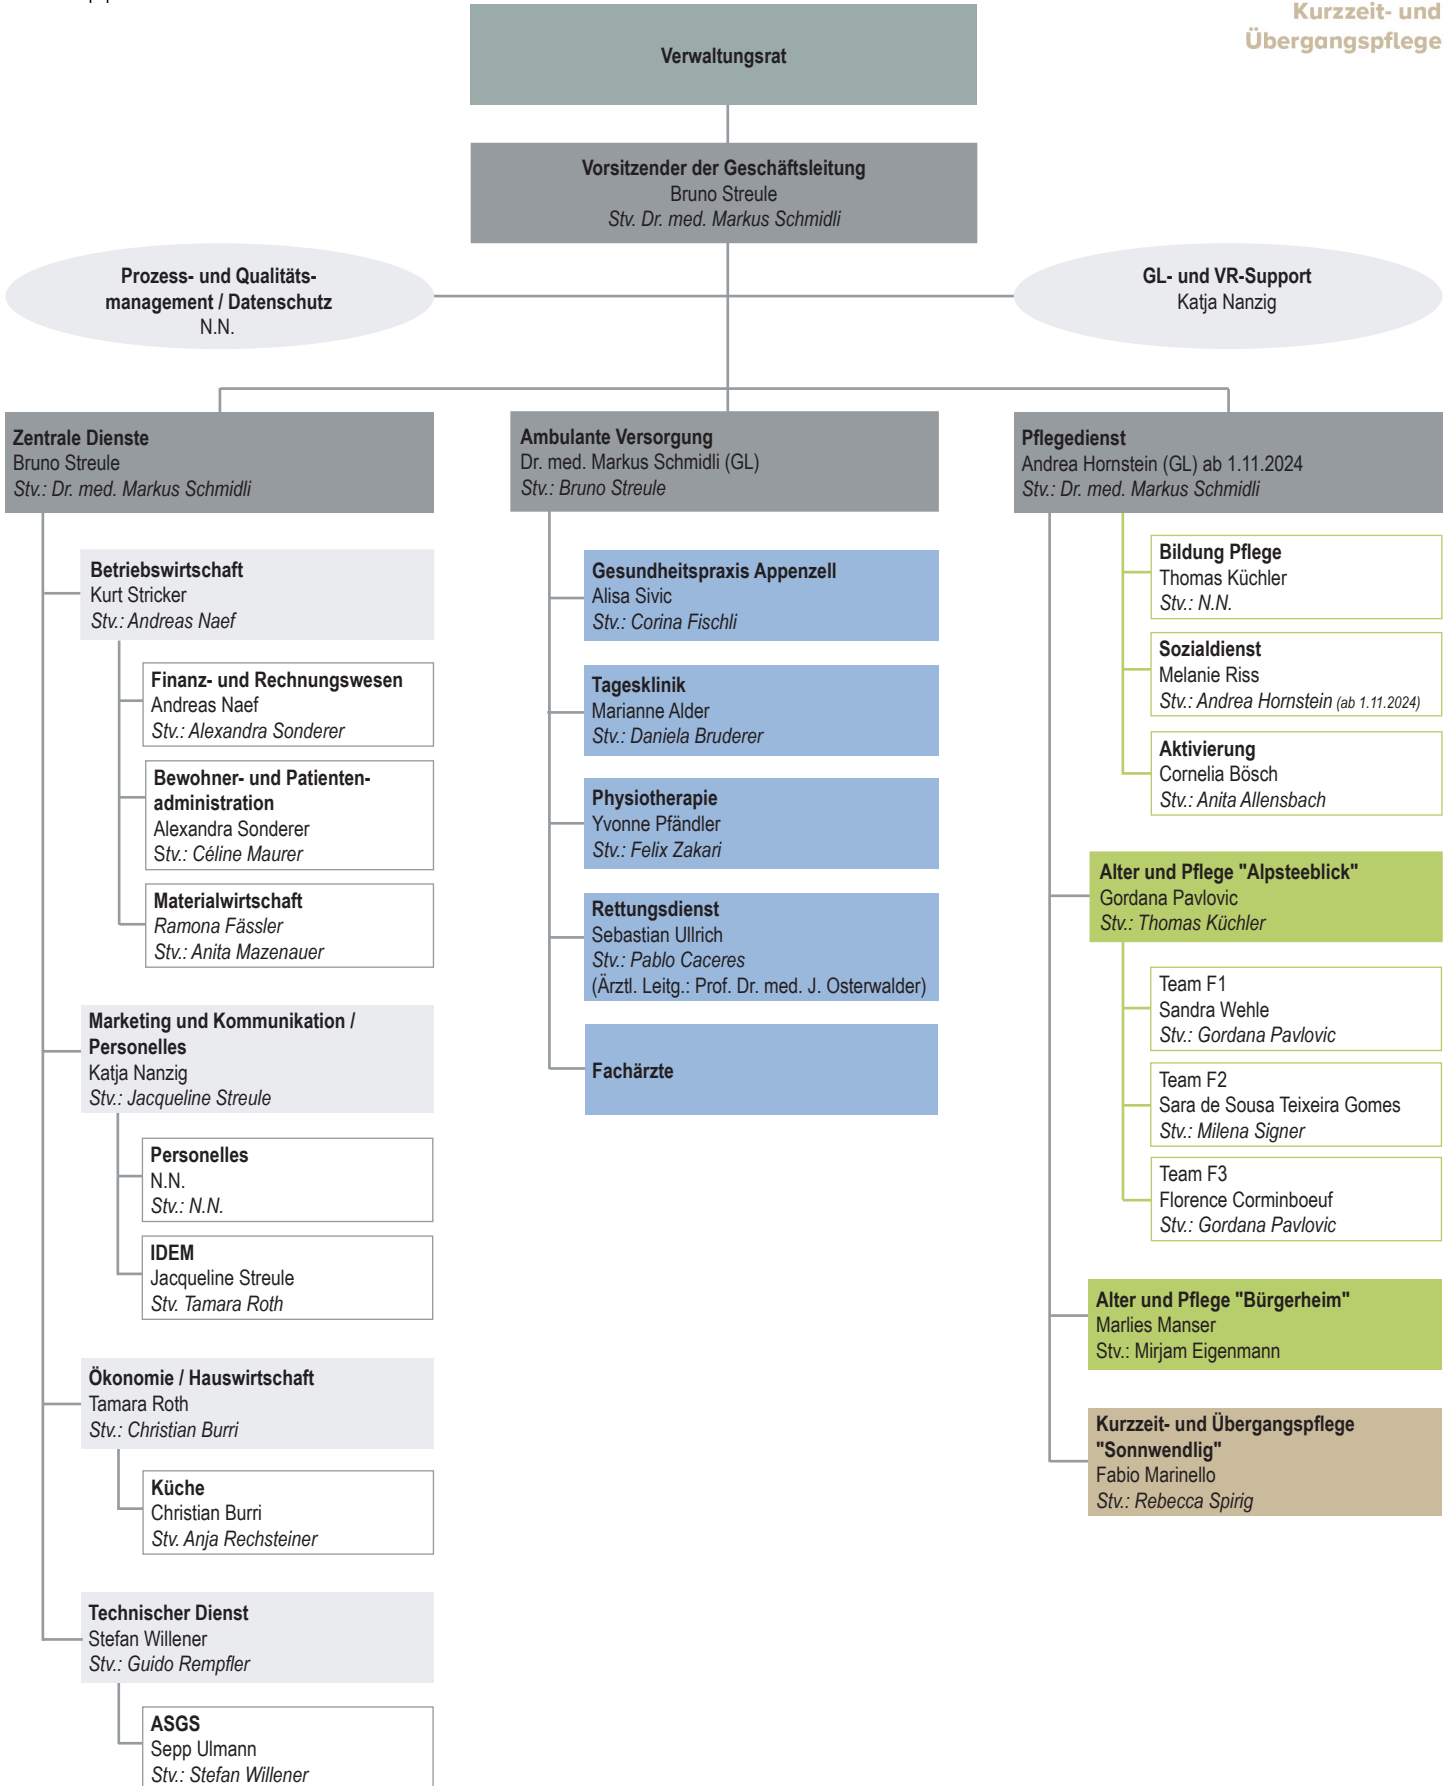 Kurzzeit- und
Übergangspflege
Verwaltungsrat
Vorsitzender der Geschäftsleitung
Bruno Streule
Stv. Dr. med. Markus Schmidli
Prozess- und Qualitäts-
management / Datenschutz
N.N.
GL- und VR-Support
Katja Nanzig
Zentrale Dienste
Bruno Streule
Stv.: Dr. med. Markus Schmidli
Betriebswirtschaft
Kurt Stricker
Stv.: Andreas Naef
Finanz- und Rechnungswesen
Andreas Naef
Stv.: Alexandra Sonderer
Bewohner- und Patienten-
administration
Alexandra Sonderer
Stv.: Céline Maurer
Materialwirtschaft
Ramona Fässler
Stv.: Anita Mazenauer
Marketing und Kommunikation /
Personelles
Katja Nanzig
Stv.: Jacqueline Streule
Personelles
N.N.
Stv.: N.N.
IDEM
Jacqueline Streule
Stv. Tamara Roth
Ökonomie / Hauswirtschaft
Tamara Roth
Stv.: Christian Burri
Küche
Christian Burri
Stv. Anja Rechsteiner
Technischer Dienst
Stefan Willener
Stv.: Guido Rempfler
ASGS
Sepp Ulmann
Stv.: Stefan Willener
Ambulante Versorgung
Dr. med. Markus Schmidli (GL)
Stv.: Bruno Streule
Gesundheitspraxis Appenzell
Alisa Sivic
Stv.: Corina Fischli
Tagesklinik
Marianne Alder
Stv.: Daniela Bruderer
Physiotherapie
Yvonne Pfändler
Stv.: Felix Zakari
Rettungsdienst
Sebastian Ullrich
Stv.: Pablo Caceres
(Ärztl. Leitg.: Prof. Dr. med. J. Osterwalder)
Fachärzte
Pflegedienst
Andrea Hornstein (GL) ab 1.11.2024
Stv.: Dr. med. Markus Schmidli
Bildung Pflege
Thomas Küchler
Stv.: N.N.
Sozialdienst
Melanie Riss
Stv.: Andrea Hornstein (ab 1.11.2024)
Aktivierung
Cornelia Bösch
Stv.: Anita Allensbach
Alter und Pflege "Alpsteeblick"
Gordana Pavlovic
Stv.: Thomas Küchler
Team F1
Sandra Wehle
Stv.: Gordana Pavlovic
Team F2
Sara de Sousa Teixeira Gomes
Stv.: Milena Signer
Team F3
Florence Corminboeuf
Stv.: Gordana Pavlovic
Alter und Pflege "Bürgerheim"
Marlies Manser
Stv.: Mirjam Eigenmann
Kurzzeit- und Übergangspflege
"Sonnwendlig"
Fabio Marinello
Stv.: Rebecca Spirig